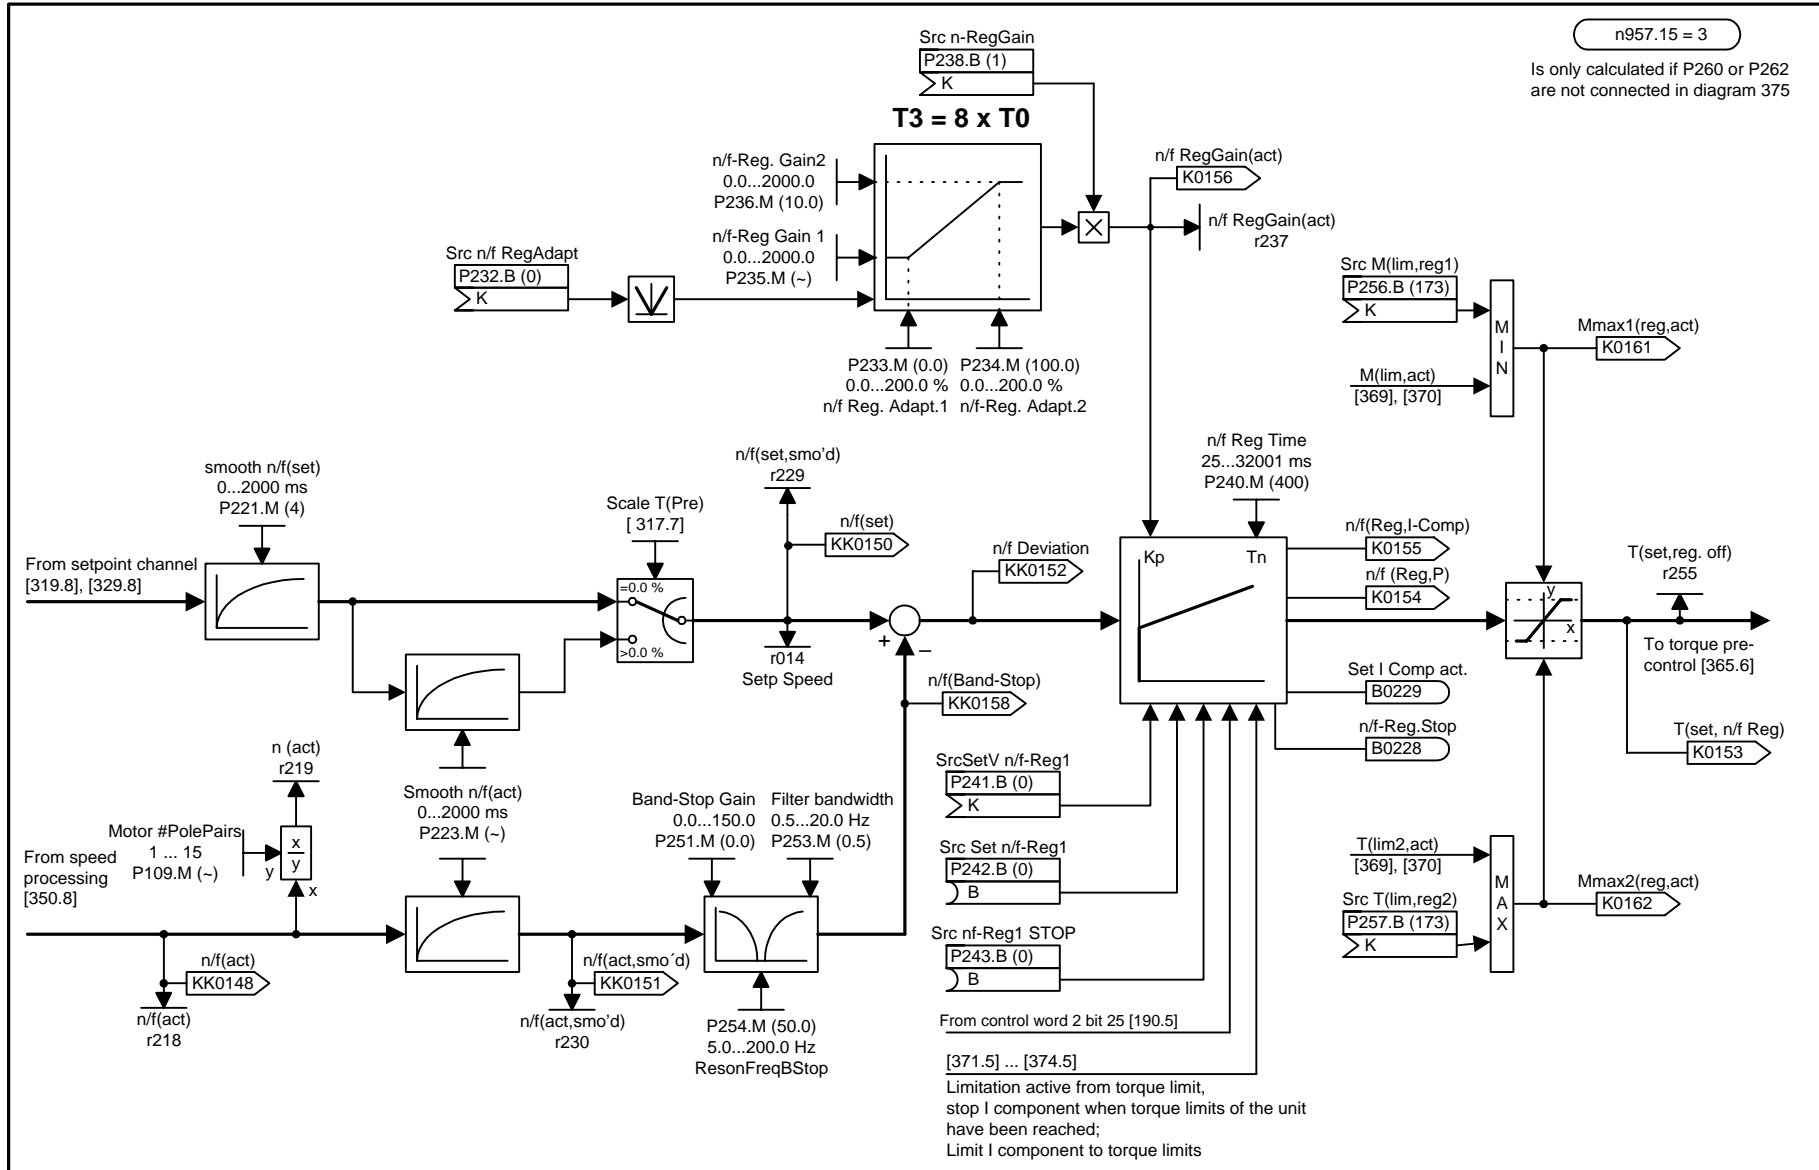 n957.15 = 3
Is only calculated if P260 or P262
are not connected in diagram 375
Src n-RegGain
P238.B (1)
K
T3 = 8 x T0
n/f-Reg. Gain2
0.0...2000.0
P236.M (10.0)
n/f-Reg Gain 1
0.0...2000.0
P235.M (~)
Src n/f RegAdapt
P232.B (0)
K
P233.M (0.0)
0.0...200.0 %
n/f Reg. Adapt.1
P234.M (100.0)
0.0...200.0 %
n/f-Reg. Adapt.2
n/f RegGain(act)
K0156
n/f RegGain(act)
r237
Src M(lim,reg1)
P256.B (173)
K
M(lim,act)
[369], [370]
M
I
N
Mmax1(reg,act)
K0161
smooth n/f(set)
0...2000 ms
P221.M (4)
From setpoint channel
[319.8], [329.8]
Scale T(Pre)
[ 317.7]
=0.0 %
>0.0 %
n/f(set,smo'd)
r229
n/f(set)
KK0150
r014
Setp Speed
+
−
n/f Deviation
KK0152
n/f(Band-Stop)
KK0158
n/f Reg Time
25...32001 ms
P240.M (400)
Kp
Tn
n/f(Reg,I-Comp)
K0155
n/f (Reg,P)
K0154
Set I Comp act.
B0229
n/f-Reg.Stop
B0228
y
x
T(set,reg. off)
r255
To torque pre-
control [365.6]
T(set, n/f Reg)
K0153
n (act)
r219
Motor #PolePairs
1 ... 15
P109.M (~)
y
x
y
x
From speed
processing
[350.8]
n/f(act)
KK0148
n/f(act)
r218
Smooth n/f(act)
0...2000 ms
P223.M (~)
n/f(act,smo´d)
KK0151
n/f(act,smo'd)
r230
Band-Stop Gain
0.0...150.0
P251.M (0.0)
Filter bandwidth
0.5...20.0 Hz
P253.M (0.5)
P254.M (50.0)
5.0...200.0 Hz
ResonFreqBStop
SrcSetV n/f-Reg1
P241.B (0)
K
Src Set n/f-Reg1
P242.B (0)
B
Src nf-Reg1 STOP
P243.B (0)
B
From control word 2 bit 25 [190.5]
[371.5] ... [374.5]
Limitation active from torque limit,
stop I component when torque limits of the unit
have been reached;
Limit I component to torque limits
T(lim2,act)
[369], [370]
Src T(lim,reg2)
P257.B (173)
K
M
A
X
Mmax2(reg,act)
K0162